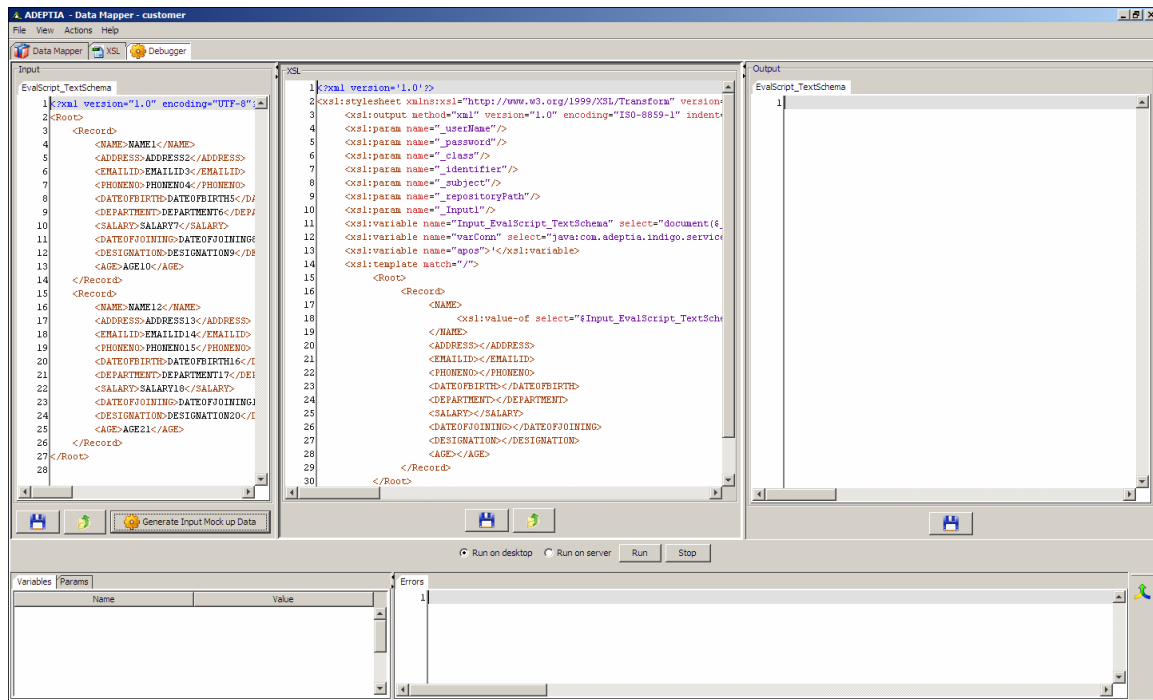 ADEPTIA - Data Mapper - customer
File View Actions Help
Data Mapper XSL Debugger
Input
EvalScript_TextSchema
1 <?xml version="1.0" encoding="UTF-8"?
2 <Root>
3 <Record>
4 <NAME>NAME1</NAME>
5 <ADDRESS>ADDRESS2</ADDRESS>
6 <EMAILID>EMAILID3</EMAILID>
7 <PHONENO>PHONENO4</PHONENO>
8 <DATEOFBIRTH>DATEOFBIRTH5</DA
9 <DEPARTMENT>DEPARTMENT6</DEPA
10 <SALARY>SALARY7</SALARY>
11 <DATEOFJOINING>DATEOFJOINING8
12 <DESIGNATION>DESIGNATION9</DE
13 <AGE>AGE10</AGE>
14 </Record>
15 <Record>
16 <NAME>NAME12</NAME>
17 <ADDRESS>ADDRESS13</ADDRESS>
18 <EMAILID>EMAILID14</EMAILID>
19 <PHONENO>PHONENO15</PHONENO>
20 <DATEOFBIRTH>DATEOFBIRTH16</D
21 <DEPARTMENT>DEPARTMENT17</DEP
22 <SALARY>SALARY18</SALARY>
23 <DATEOFJOINING>DATEOFJOINING1
24 <DESIGNATION>DESIGNATION20</D
25 <AGE>AGE21</AGE>
26 </Record>
27 </Root>
28
Generate Input Mock up Data
XSL
1 <?xml version='1.0'?>
2 <xsl:stylesheet xmlns:xsl="http://www.w3.org/1999/XSL/Transform" version=
3 <xsl:output method="xml" version="1.0" encoding="ISO-8859-1" indent=
4 <xsl:param name="_userName"/>
5 <xsl:param name="_password"/>
6 <xsl:param name="_class"/>
7 <xsl:param name="_identifier"/>
8 <xsl:param name="_subject"/>
9 <xsl:param name="_repositoryPath"/>
10 <xsl:param name="_Input1"/>
11 <xsl:variable name="Input_EvalScript_TextSchema" select="document($_
12 <xsl:variable name="varConn" select="java:com.adeptia.indigo.service
13 <xsl:variable name="apos">'</xsl:variable>
14 <xsl:template match="/">
15 <Root>
16 <Record>
17 <NAME>
18 <xsl:value-of select="$Input_EvalScript_TextSche
19 </NAME>
20 <ADDRESS></ADDRESS>
21 <EMAILID></EMAILID>
22 <PHONENO></PHONENO>
23 <DATEOFBIRTH></DATEOFBIRTH>
24 <DEPARTMENT></DEPARTMENT>
25 <SALARY></SALARY>
26 <DATEOFJOINING></DATEOFJOINING>
27 <DESIGNATION></DESIGNATION>
28 <AGE></AGE>
29 </Record>
30 </Root>
Output
EvalScript_TextSchema
1
Run on desktop Run on server Run Stop
Variables Params
Name Value
Errors
1